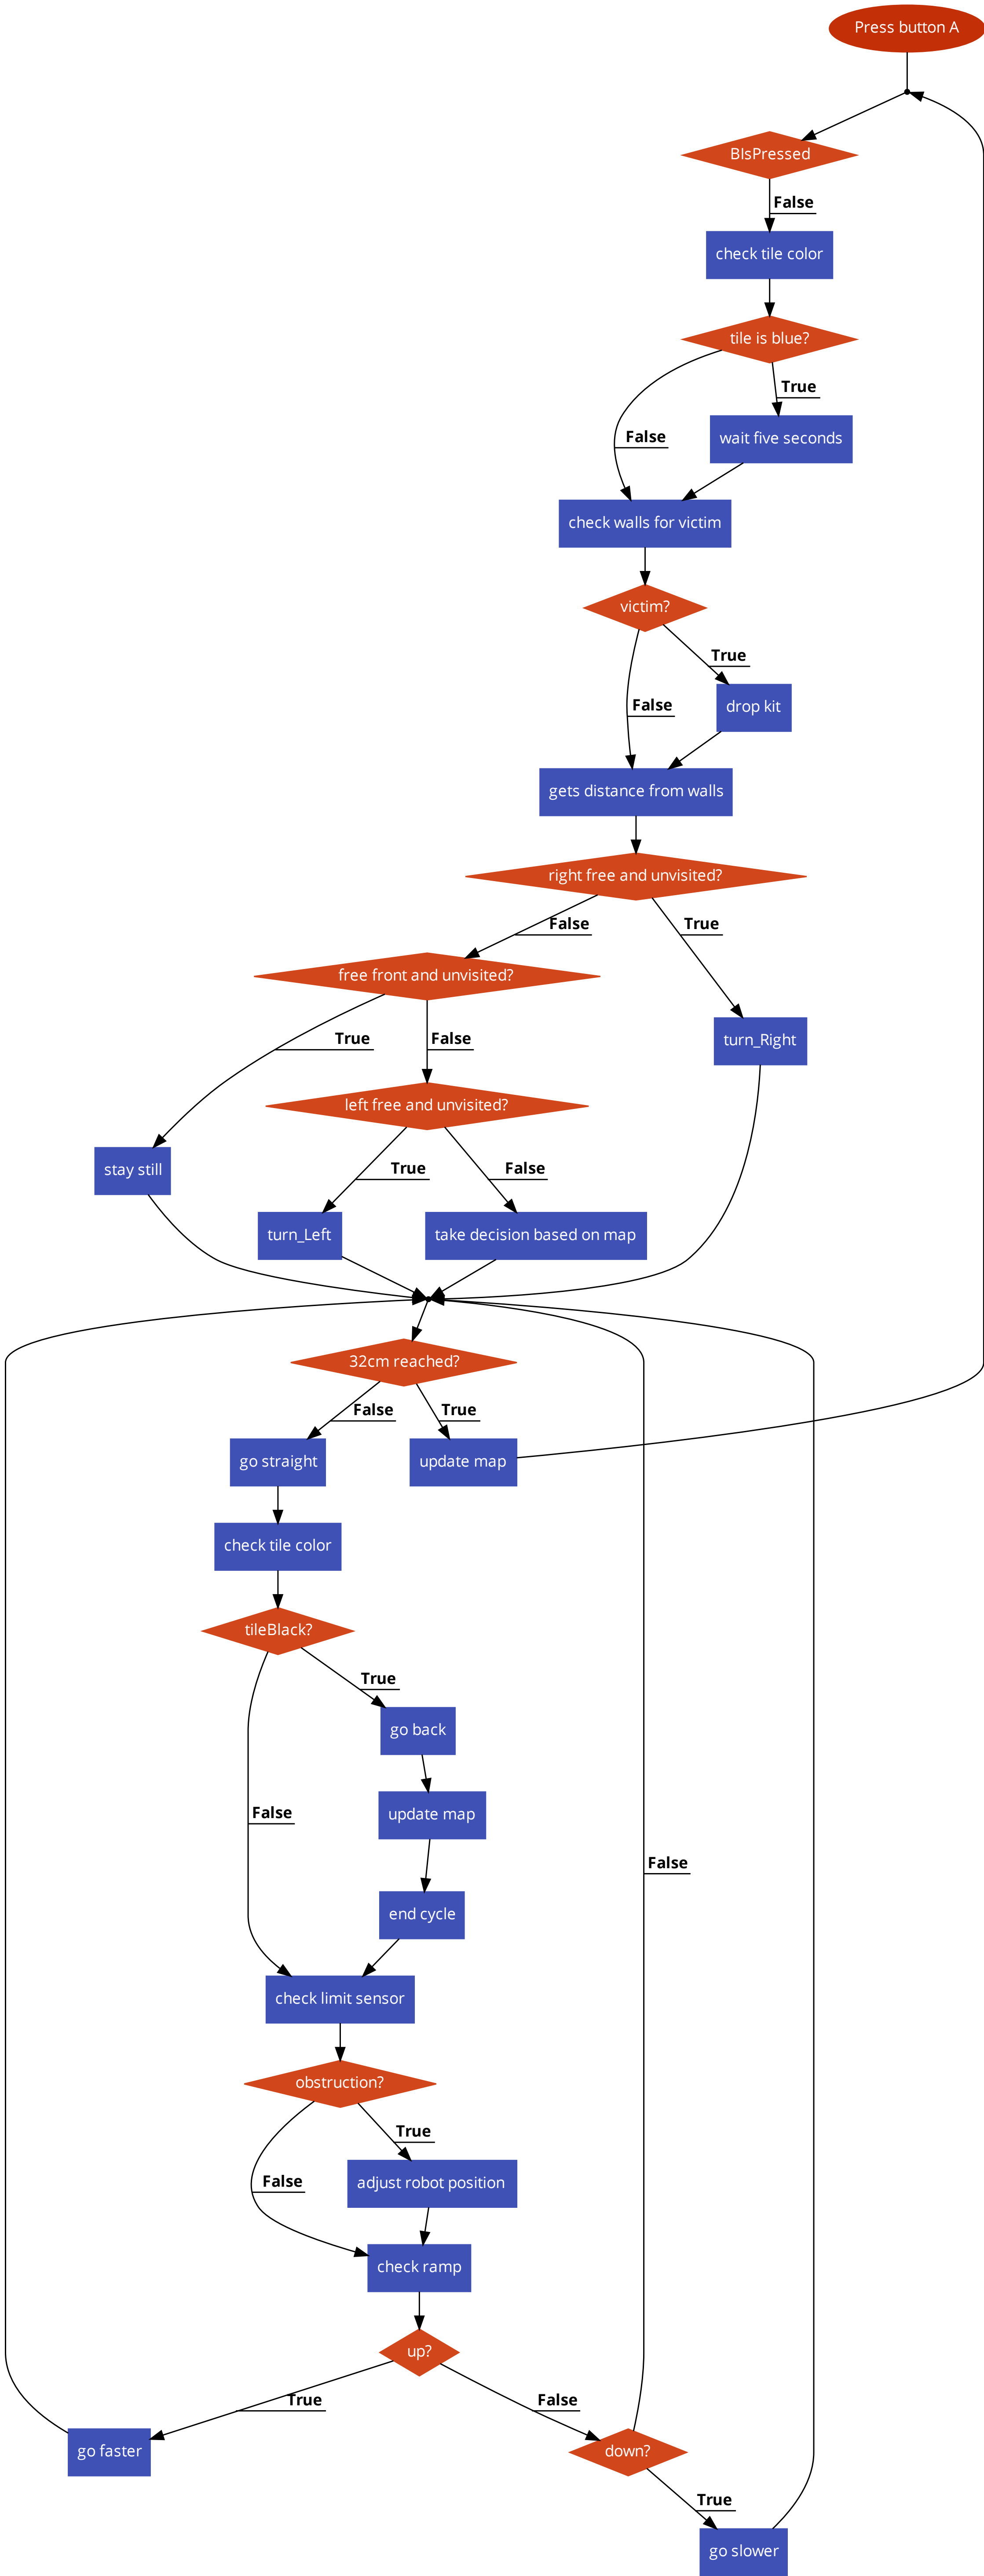 Press button A
BIsPressed
False
check tile color
tile is blue?
True
False
wait five seconds
check walls for victim
victim?
True
False
drop kit
gets distance from walls
right free and unvisited?
False
True
free front and unvisited?
turn_Right
True
False
left free and unvisited?
stay still
True
False
turn_Left
take decision based on map
32cm reached?
False
True
go straight
update map
check tile color
tileBlack?
True
go back
False
update map
False
end cycle
check limit sensor
obstruction?
True
False
adjust robot position
check ramp
up?
True
False
go faster
down?
True
go slower